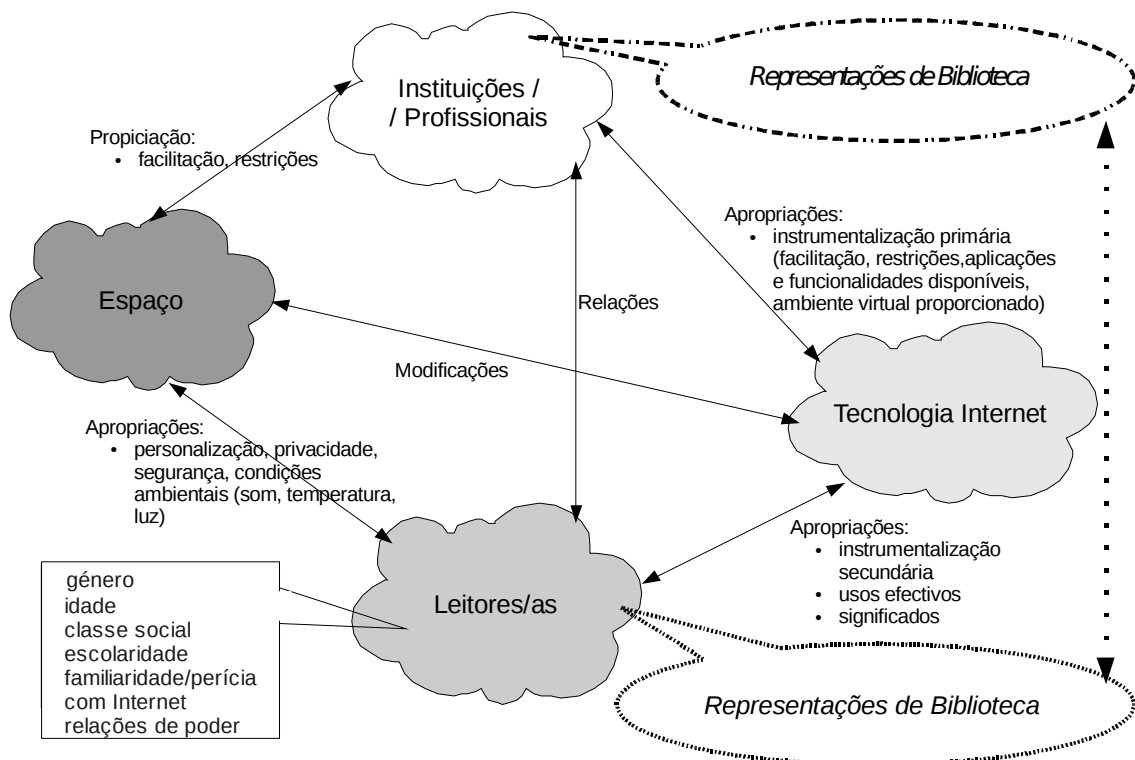 Instituições /
/ Profissionais
Representações de Biblioteca
Propiciação:
• facilitação, restrições
Apropriações:
• instrumentalização primária
(facilitação, restrições,aplicações
e funcionalidades disponíveis,
ambiente virtual proporcionado)
Espaço
Relações
Modificações
Tecnologia Internet
Apropriações:
• personalização, privacidade,
segurança, condições
ambientais (som, temperatura,
luz)
Apropriações:
• instrumentalização
secundária
• usos efectivos
• significados
Leitores/as
género
idade
classe social
escolaridade
familiaridade/perícia
com Internet
relações de poder
Representações de Biblioteca